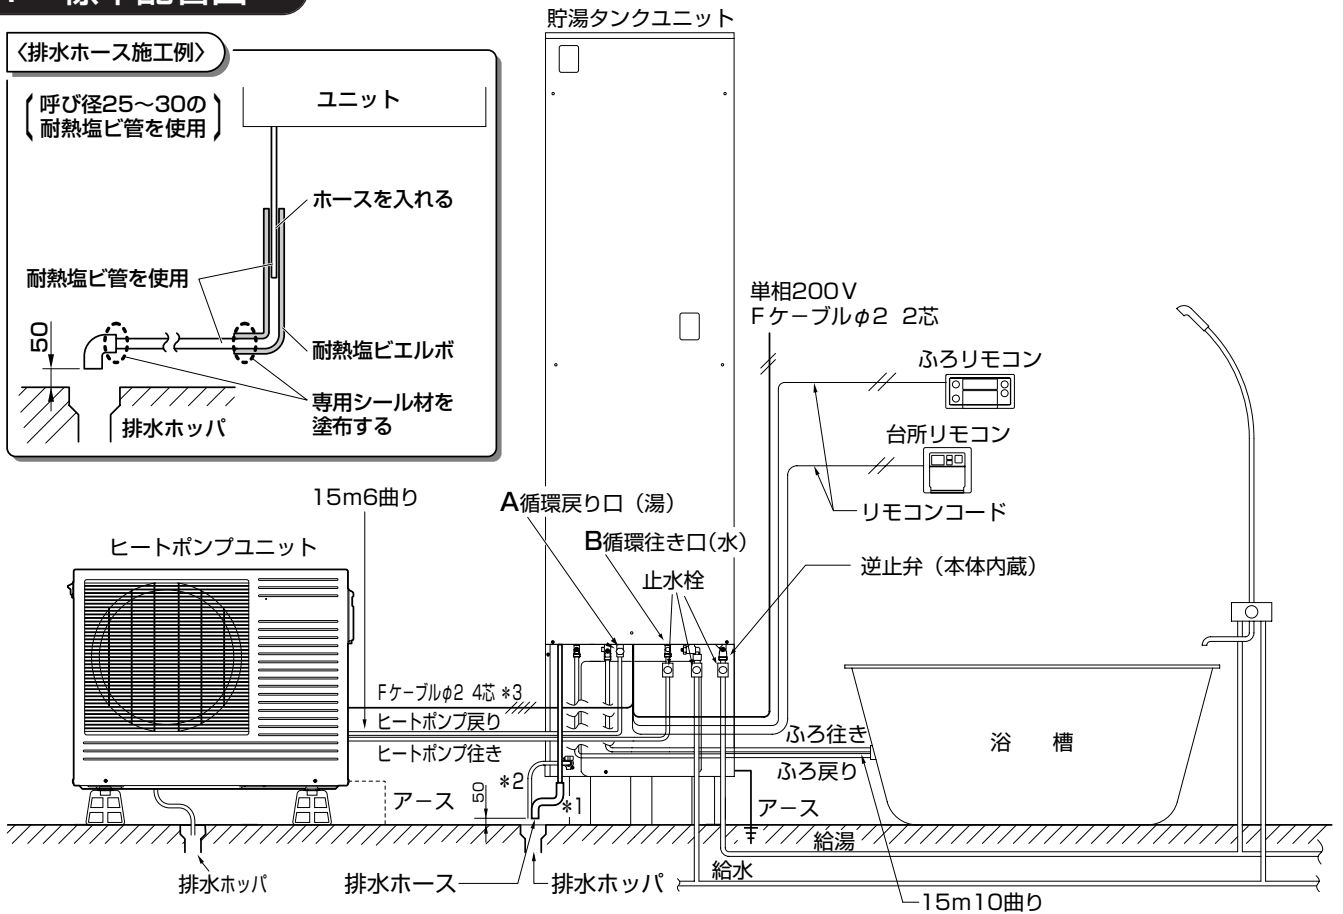 貯湯タンクユニット
〈排水ホース施工例〉
呼び径25～30の
耐熱塩ビ管を使用
ユニット
ホースを入れる
耐熱塩ビ管を使用
50
耐熱塩ビエルボ
専用シール材を
塗布する
排水ホッパ
単相200V
Fケーブルφ2 2芯
ふろリモコン
台所リモコン
リモコンコード
15m6曲り
A循環戻り口（湯）
B循環往き口（水）
止水栓
逆止弁（本体内蔵）
ヒートポンプユニット
Fケーブルφ2 4芯 *3
ヒートポンプ戻り
ヒートポンプ往き
ふろ往き
ふろ戻り
浴 槽
アース
50
*2
*1
アース
給湯
給水
排水ホッパ
排水ホース
排水ホッパ
15m10曲り